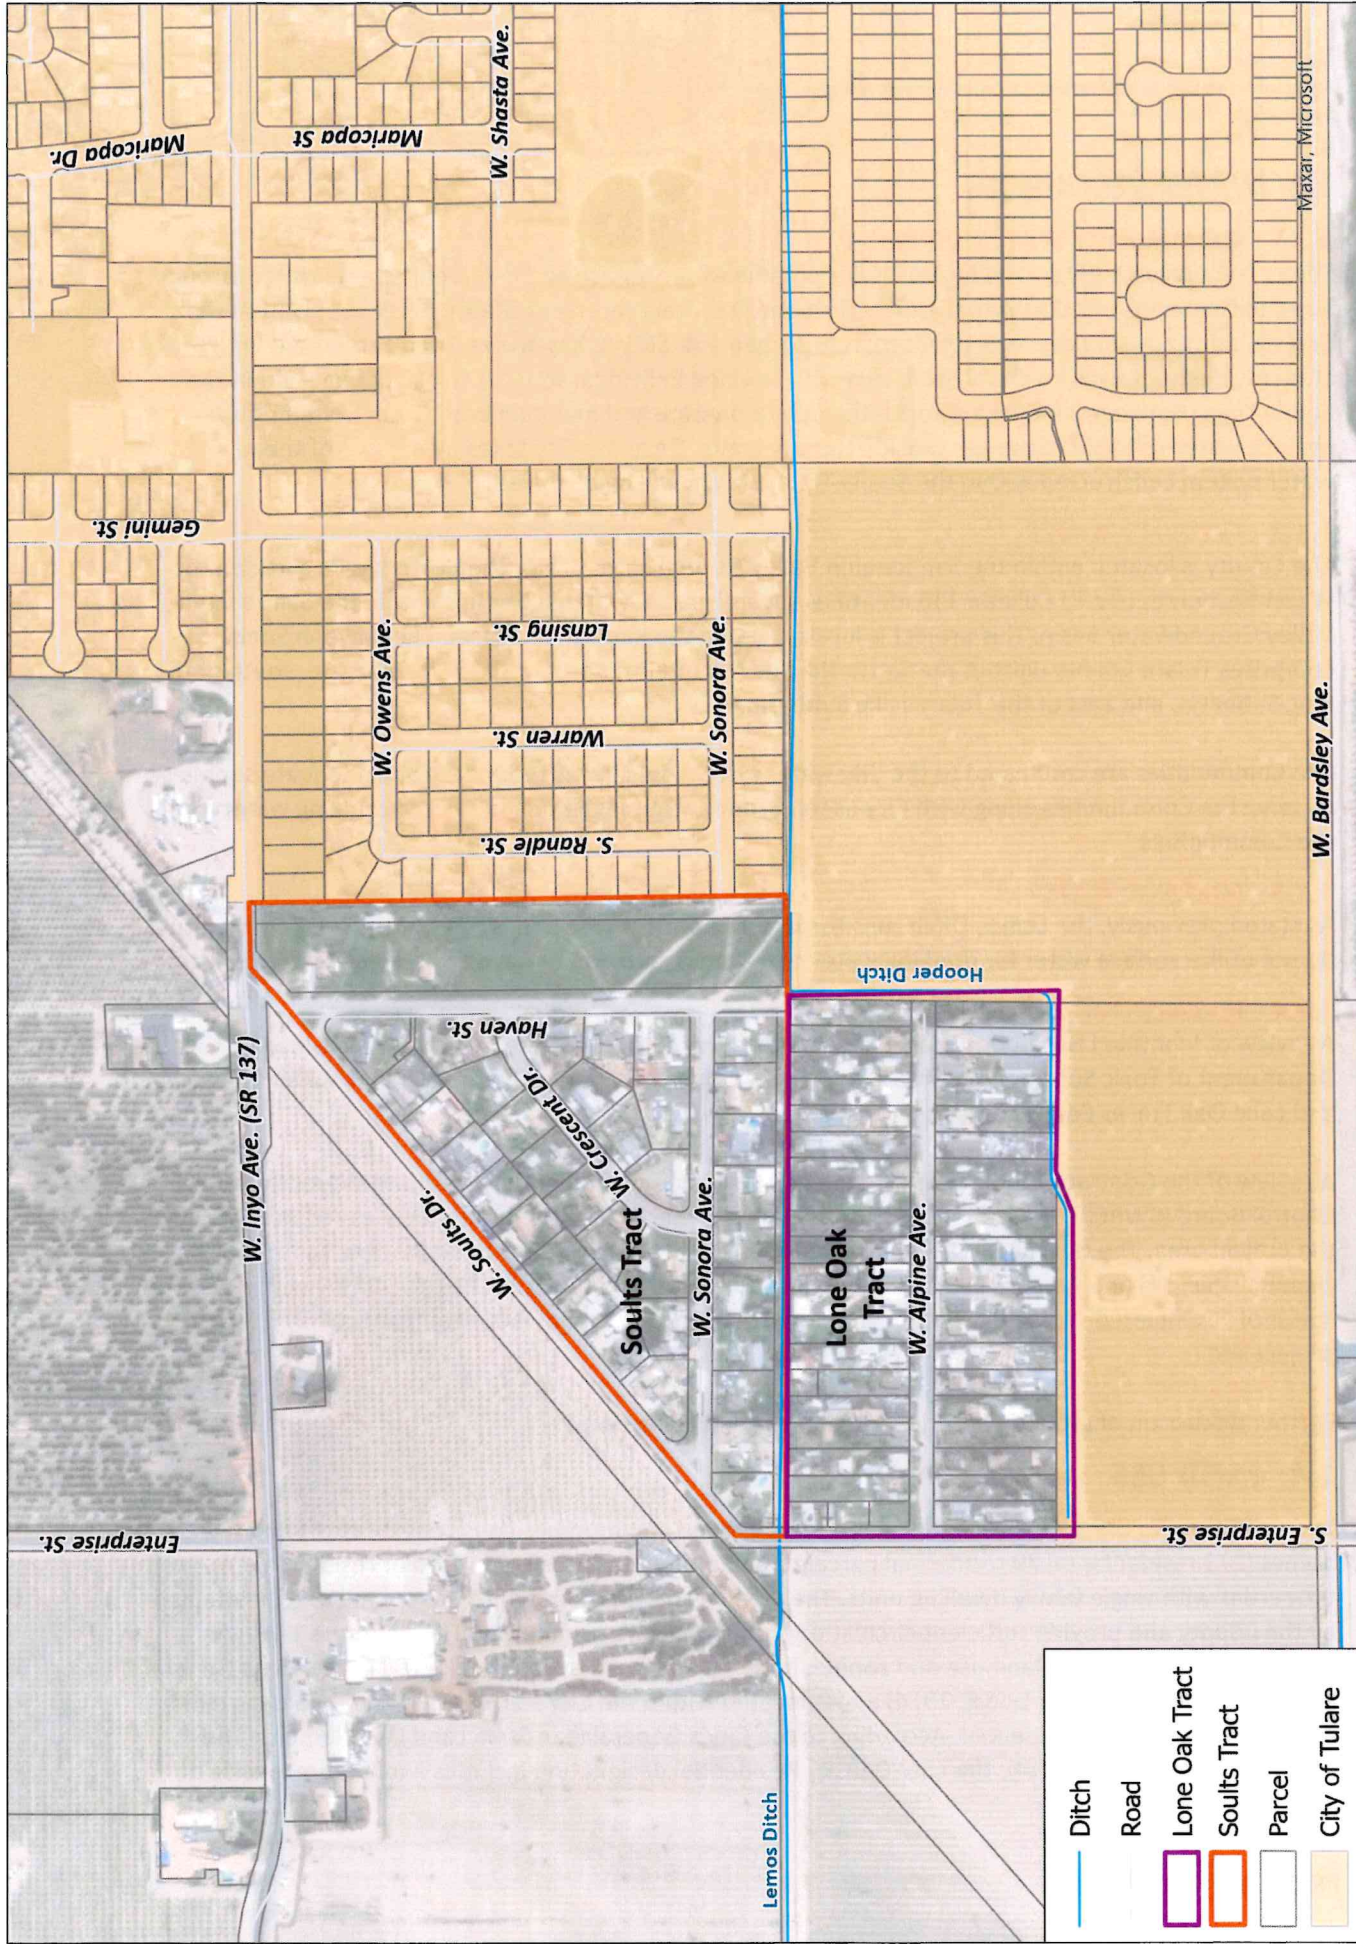 Maricopa Dr.
Maricopa St
W. Shasta Ave.
Gemini St.
W. Owens Ave.
Lansing St.
Warren St.
S. Randle St.
W. Sonora Ave.
Maxar, Microsoft
W. Bardsley Ave.
W. Inyo Ave. (SR 137)
Haven St.
W. Crescent Dr.
W. Soults Dr.
Soults Tract
W. Sonora Ave.
Hooper Ditch
Lone Oak
Tract
W. Alpine Ave.
Enterprise St.
S. Enterprise St.
Lemos Ditch
Ditch
Road
Lone Oak Tract
Soults Tract
Parcel
City of Tulare